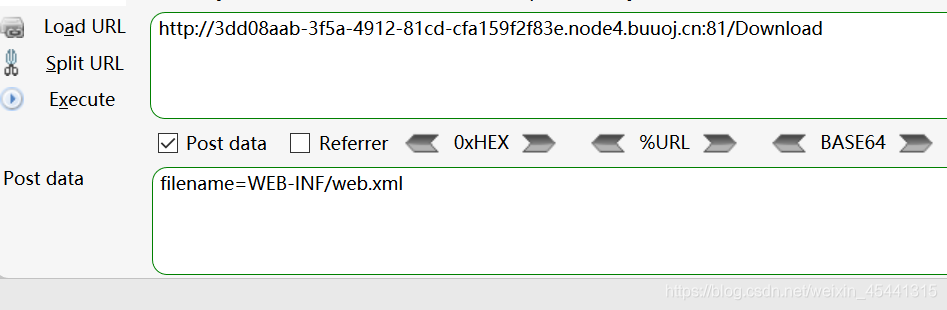 Load URL
http://3dd08aab-3f5a-4912-81cd-cfa159f2f83e.node4.buuoj.cn:81/Download
Split URL
Execute
Post data Referrer 0xHEX %URL BASE64
Post data
filename=WEB-INF/web.xml
https://blog.csdn.net/weixin_45441315